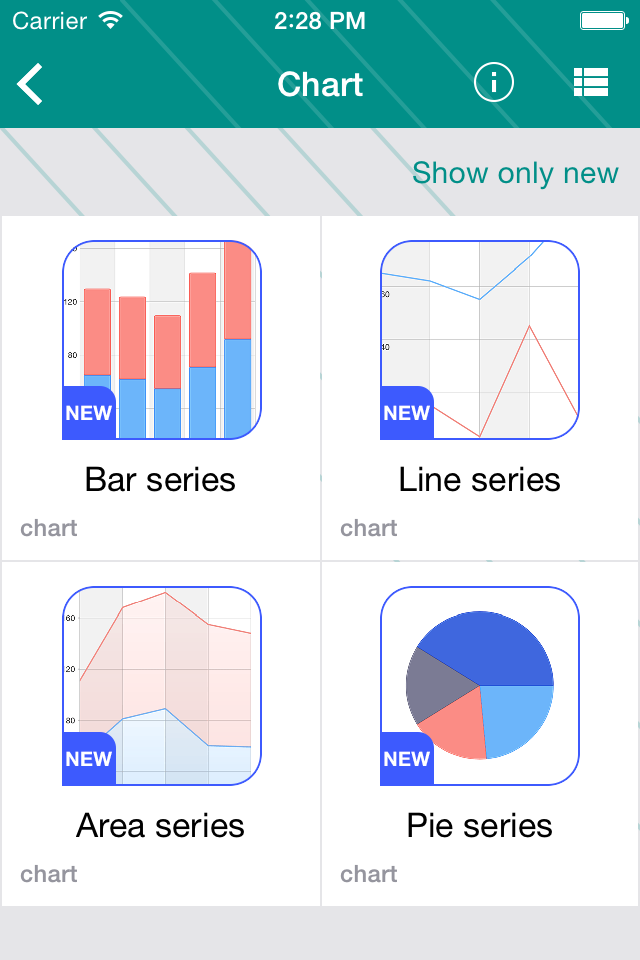 Carrier 2:28 PM
Chart
Show only new
120
80
NEW
Bar series
chart
60
40
NEW
Line series
chart
60
20
80
NEW
Area series
chart
NEW
Pie series
chart